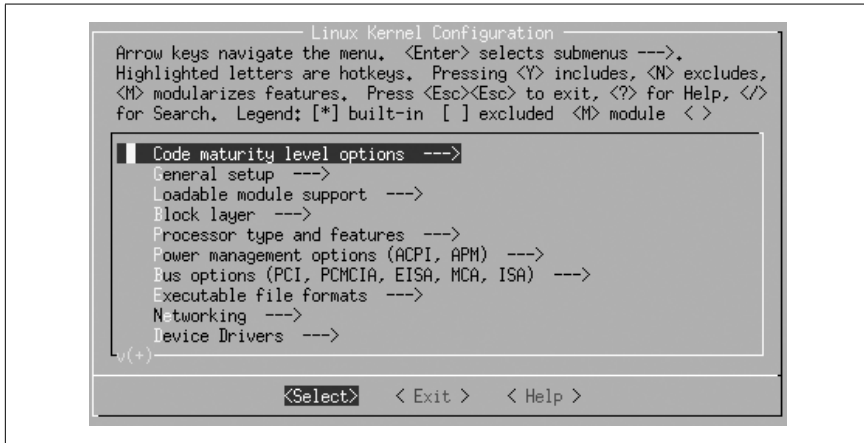 Linux Kernel Configuration
Arrow keys navigate the menu. <Enter> selects submenus --->.
Highlighted letters are hotkeys. Pressing <Y> includes, <N> excludes,
<M> modularizes features. Press <Esc><Esc> to exit, <?> for Help, </>
for Search. Legend: [*] built-in [ ] excluded <M> module < >
Code maturity level options --->
General setup --->
Loadable module support --->
Block layer --->
Processor type and features --->
Power management options (ACPI, APM) --->
Bus options (PCI, PCMCIA, EISA, MCA, ISA) --->
Executable file formats --->
Networking --->
Device Drivers --->
v(+)
<Select> < Exit > < Help >